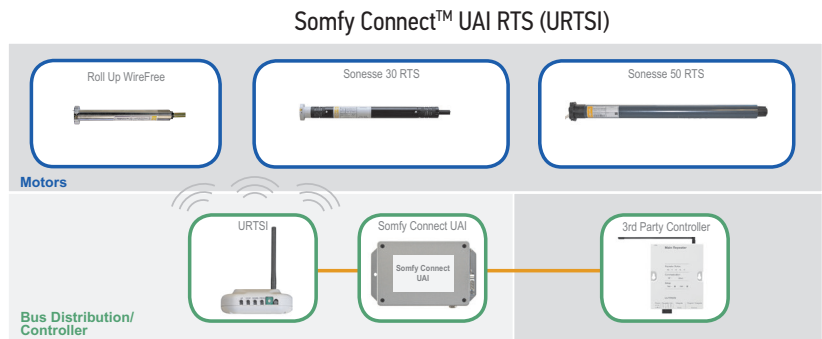 Somfy Connect™ UAI RTS (URTSI)
Roll Up WireFree
Sonesse 30 RTS
Sonesse 50 RTS
Motors
URTSI
Somfy Connect UAI
3rd Party Controller
Somfy Connect
UAI
Bus Distribution/
Controller